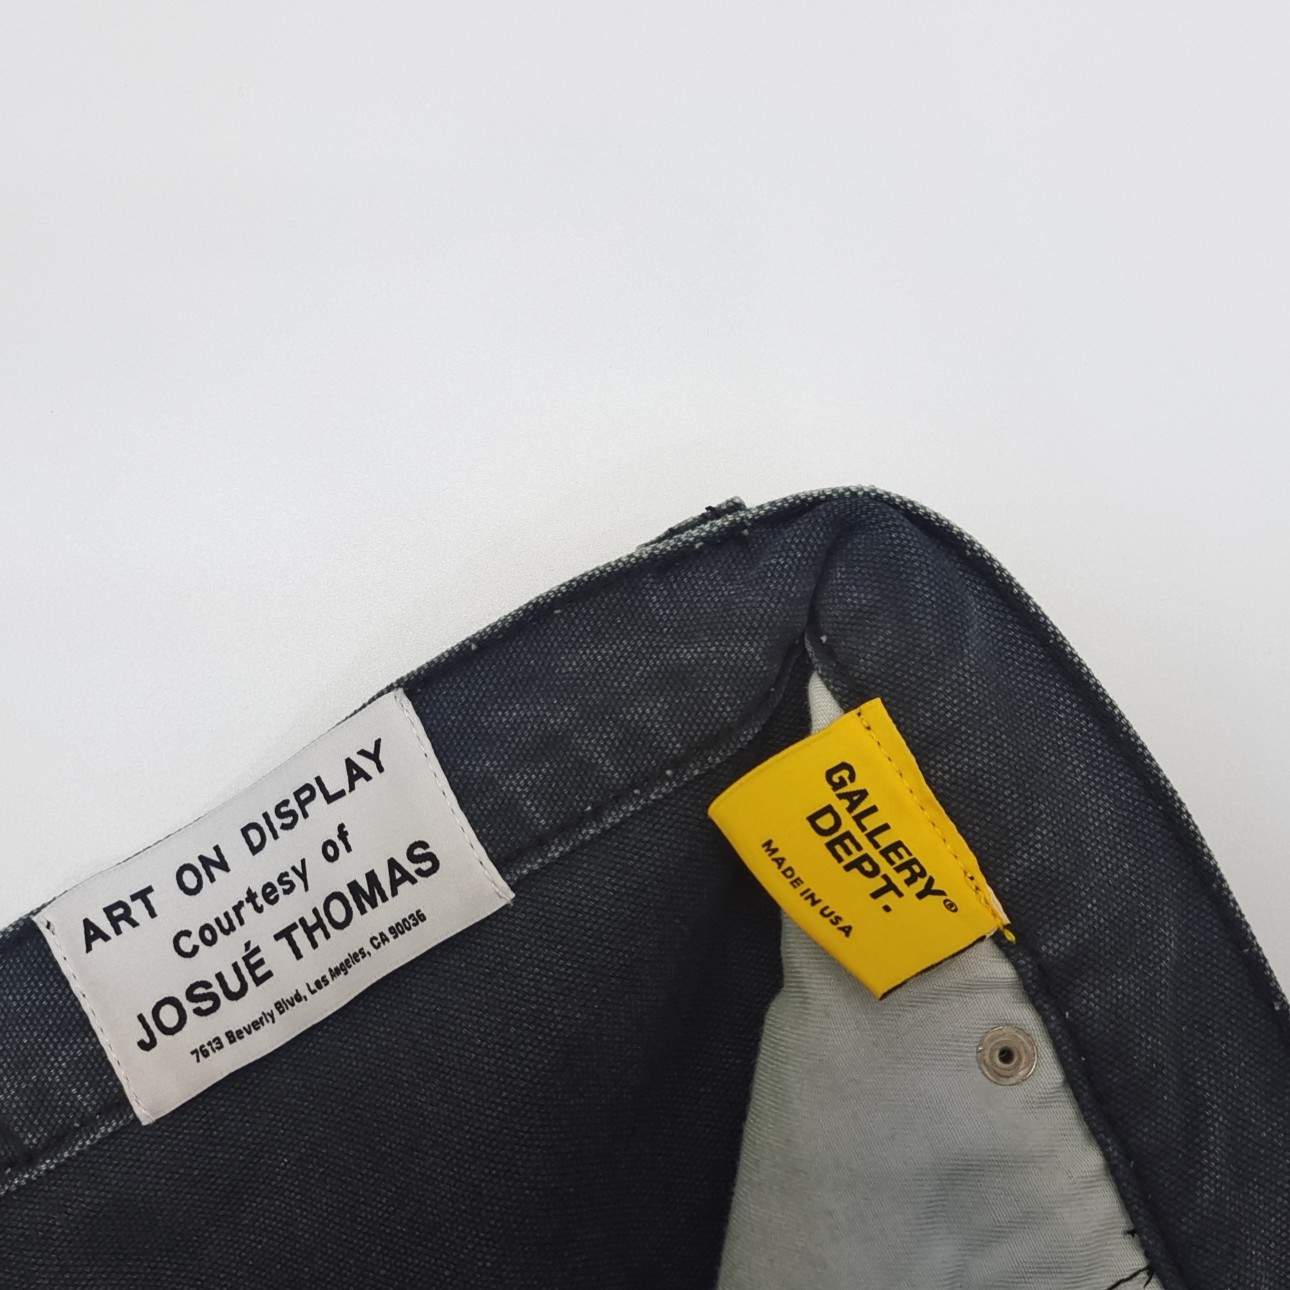 ART ON DISPLAY
Courtesy of
JOSUÉ THOMAS
7613 Beverly Blvd, Los Angeles, CA 90036
GALLERY®
DEPT.
MADE IN USA